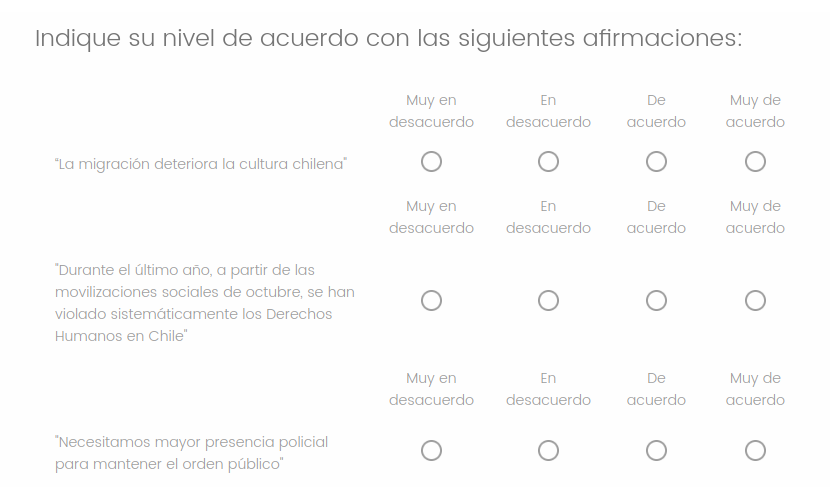 Indique su nivel de acuerdo con las siguientes afirmaciones:
Muy en En De Muy de
desacuerdo desacuerdo acuerdo acuerdo
"La migración deteriora la cultura chilena"
Muy en En De Muy de
desacuerdo desacuerdo acuerdo acuerdo
"Durante el último año, a partir de las
movilizaciones sociales de octubre, se han
violado sistemáticamente los Derechos
Humanos en Chile"
Muy en En De Muy de
desacuerdo desacuerdo acuerdo acuerdo
"Necesitamos mayor presencia policial
para mantener el orden público"